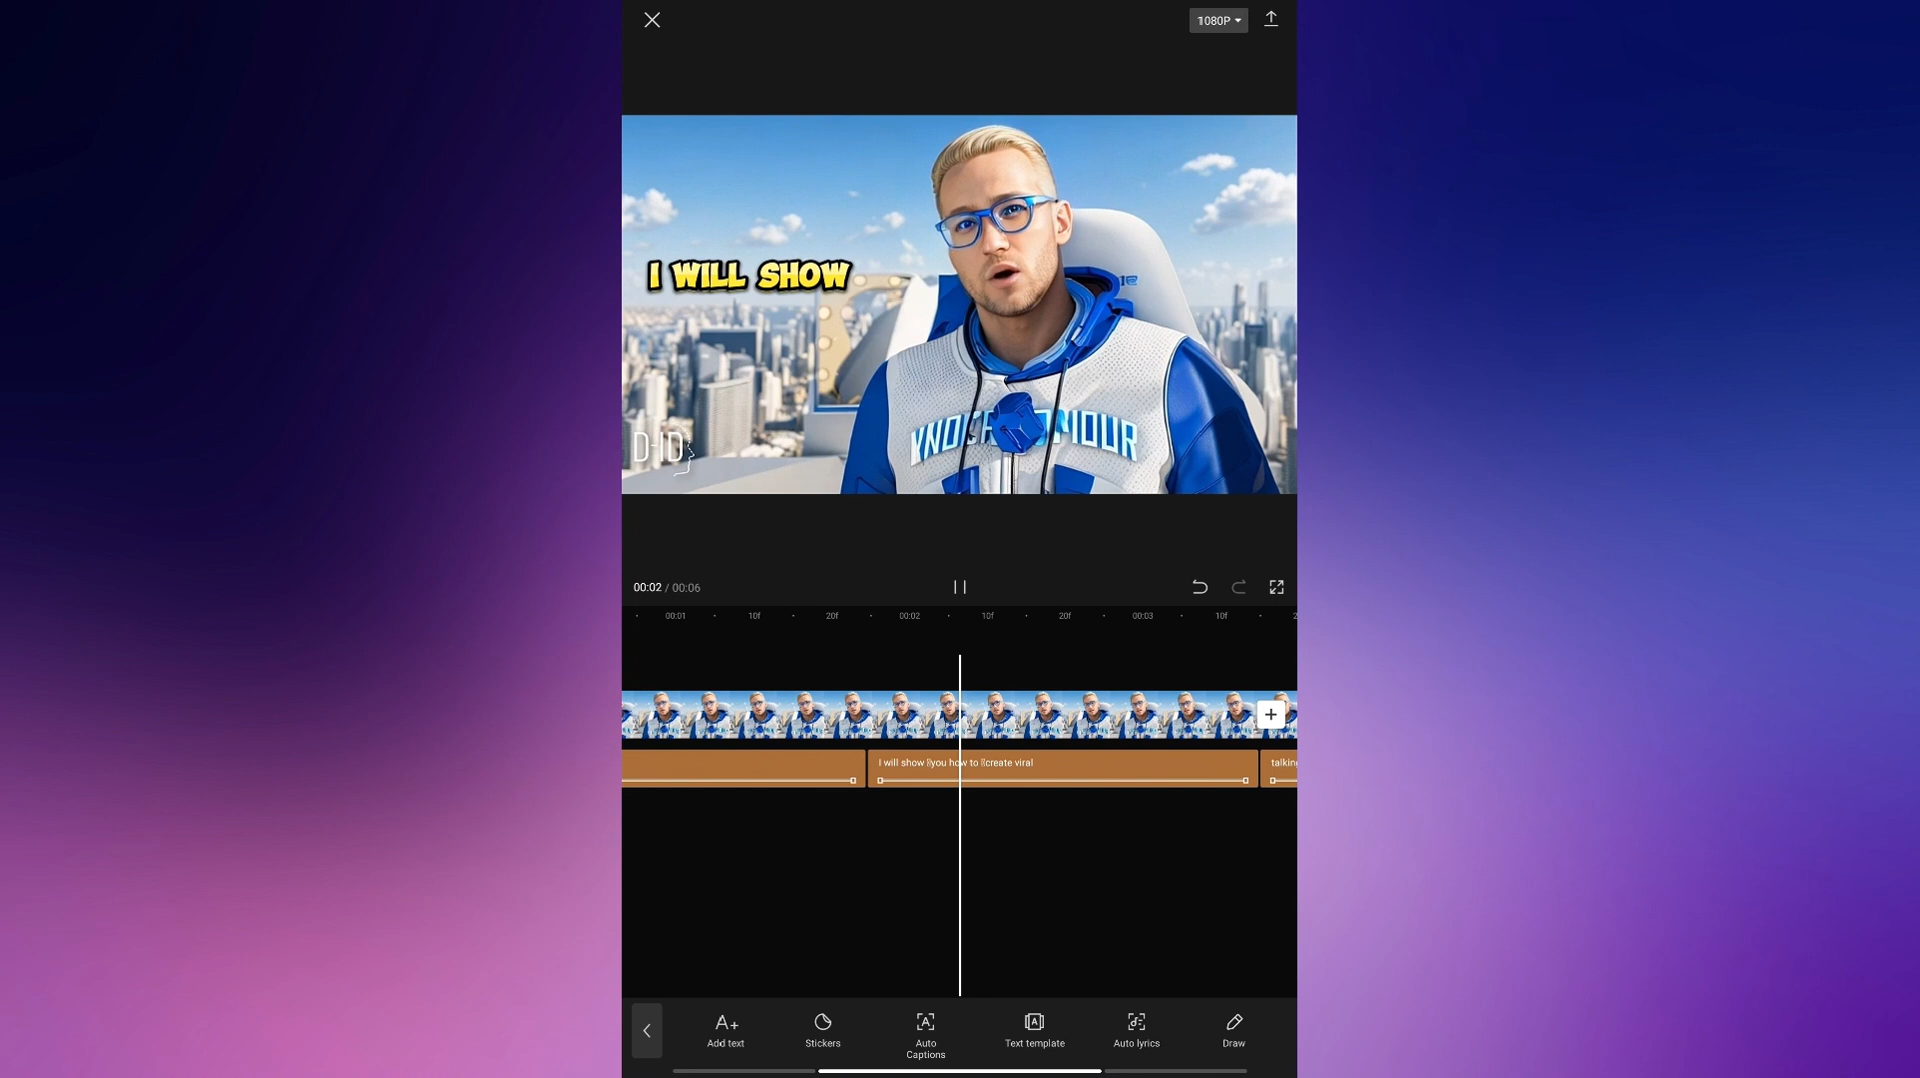 1080P
I WILL SHOW
D-ID
00:02 / 00:06
00:01 10f 20f 00:02 10f 20f 00:03 10f
I will show you how to create viral
talking
Add text
Stickers
Auto
Captions
Text template
Auto lyrics
Draw